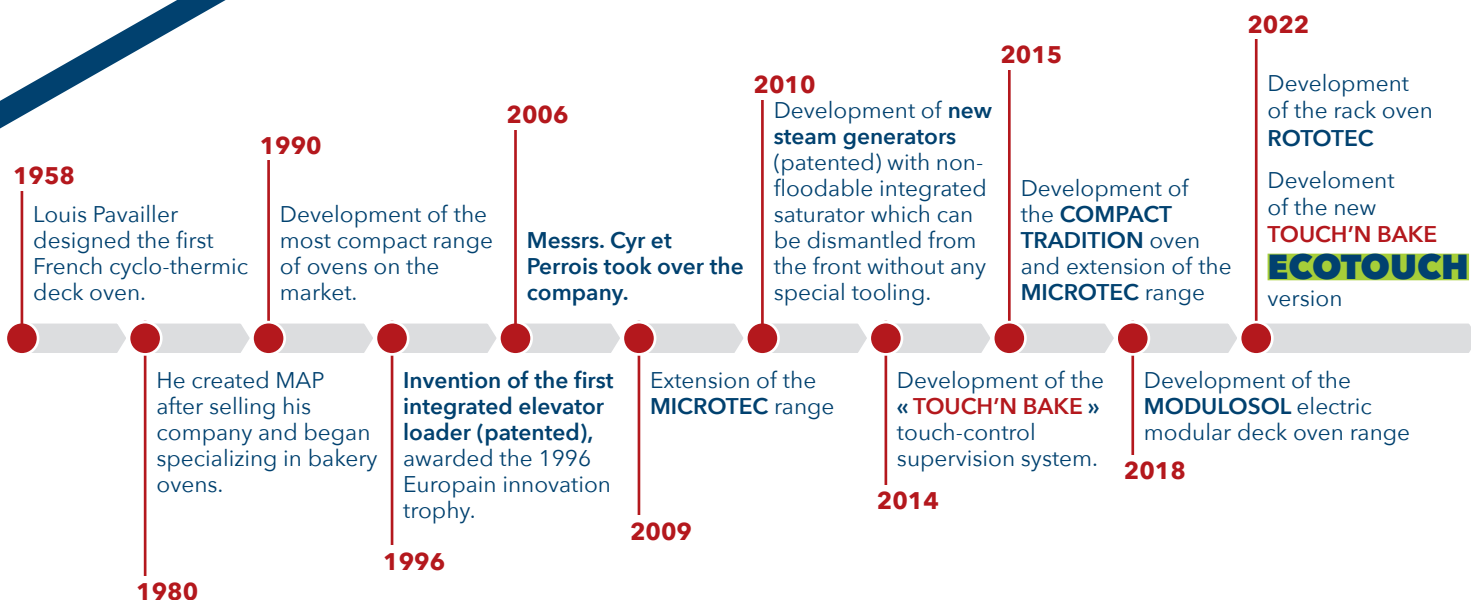 1958
Louis Pavailler
designed the first
French cyclo-thermic
deck oven.
1980
He created MAP
after selling his
company and began
specializing in bakery
ovens.
1990
Development of the
most compact range
of ovens on the
market.
1996
Invention of the first
integrated elevator
loader (patented),
awarded the 1996
Europain innovation
trophy.
2006
Messrs. Cyr et
Perrois took over the
company.
2009
Extension of the
MICROTEC range
2010
Development of new
steam generators
(patented) with non-
floodable integrated
saturator which can
be dismantled from
the front without any
special tooling.
2014
Development of the
« TOUCH'N BAKE »
touch-control
supervision system.
2015
Development of
the COMPACT
TRADITION oven
and extension of the
MICROTEC range
2018
Development of the
MODULOSOL electric
modular deck oven range
2022
Development
of the rack oven
ROTOTEC
Develoment
of the new
TOUCH'N BAKE
ECOTOUCH
version